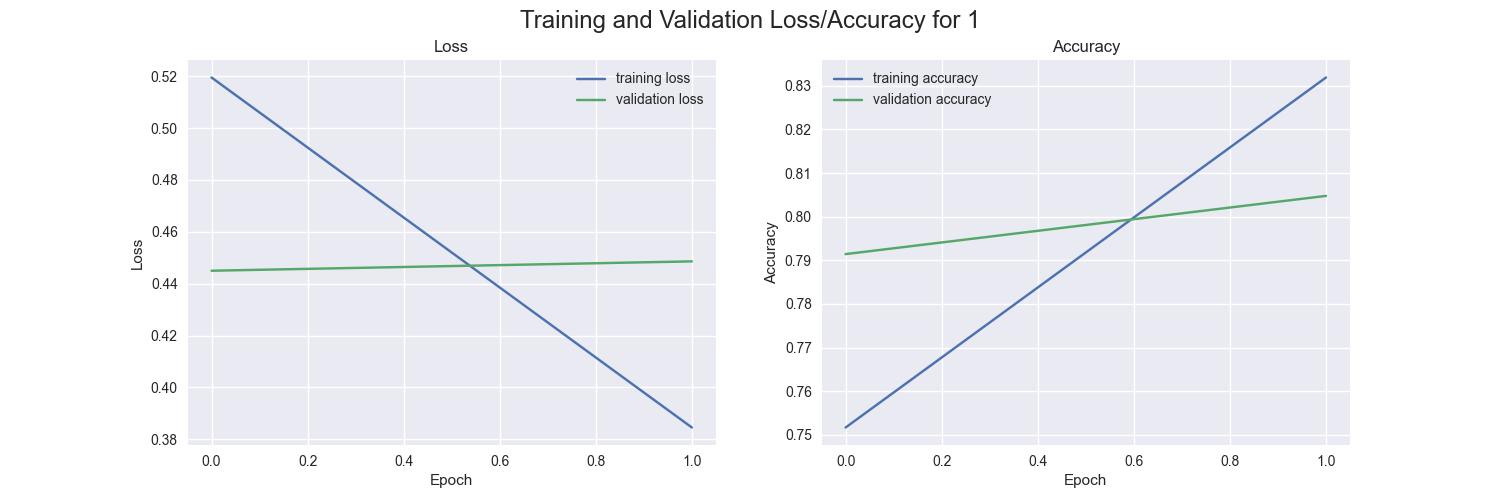 Training and Validation Loss/Accuracy for 1
Loss
training loss
validation loss
0.52
0.50
0.48
0.46
0.44
0.42
0.40
0.38
Loss
0.0 0.2 0.4 0.6 0.8 1.0
Epoch
Accuracy
training accuracy
validation accuracy
0.83
0.82
0.81
0.80
0.79
0.78
0.77
0.76
0.75
Accuracy
0.0 0.2 0.4 0.6 0.8 1.0
Epoch